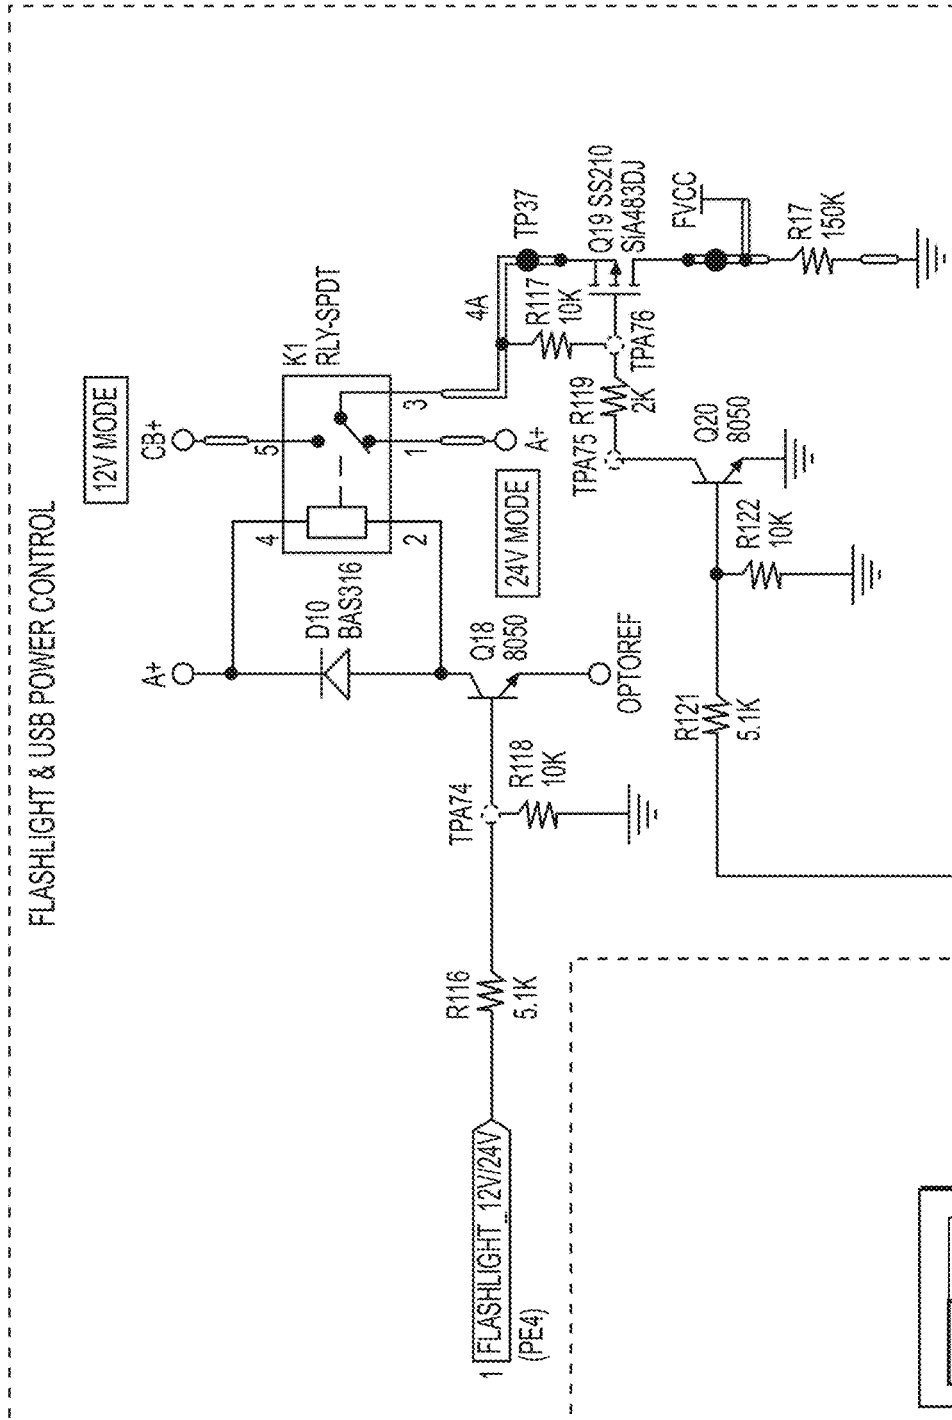 FLASHLIGHT & USB POWER CONTROL
12V MODE
CB+
A+
K1
RLY-SPDT
4
5
2
1
3
D10
BAS316
A+
24V MODE
4A
TP37
R117
10K
Q19 SS210
SiA483DJ
FVCC
R17
150K
TPA76
R119
2K
TPA75
Q20
8050
R122
10K
R121
5.1K
Q18
8050
OPTOREF
TPA74
R118
10K
R116
5.1K
1
FLASHLIGHT_12V/24V
(PE4)